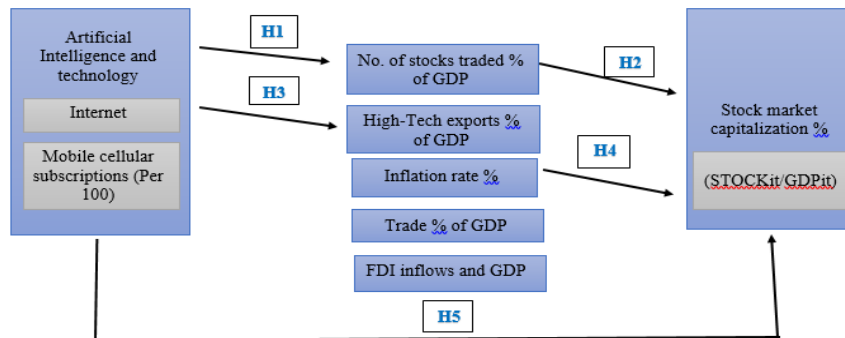 Artificial
Intelligence and
technology
Internet
Mobile cellular
subscriptions (Per
100)
H1
H3
No. of stocks traded %
of GDP
High-Tech exports %
of GDP
Inflation rate %
Trade % of GDP
FDI inflows and GDP
H2
H4
H5
Stock market
capitalization %
(STOCKit/GDPit)